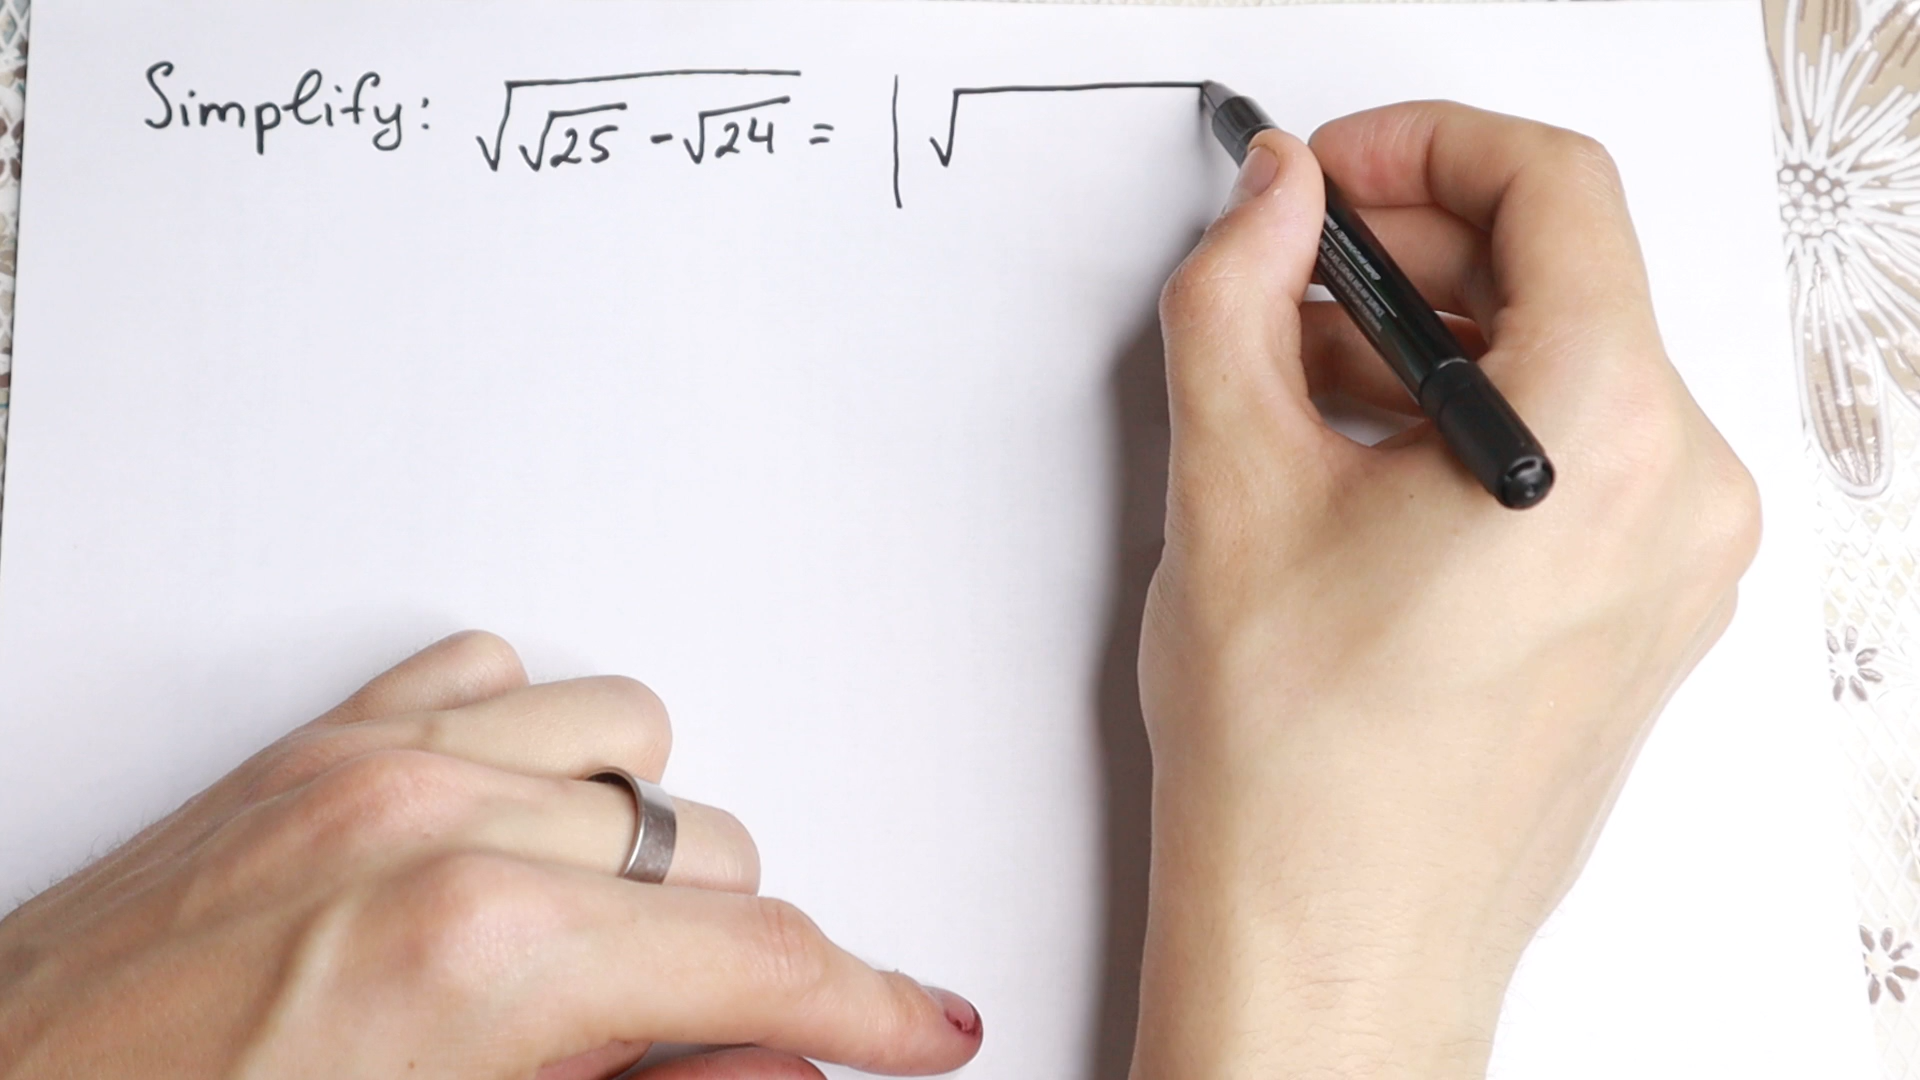 Simplify: √(√25 - √24) = | √